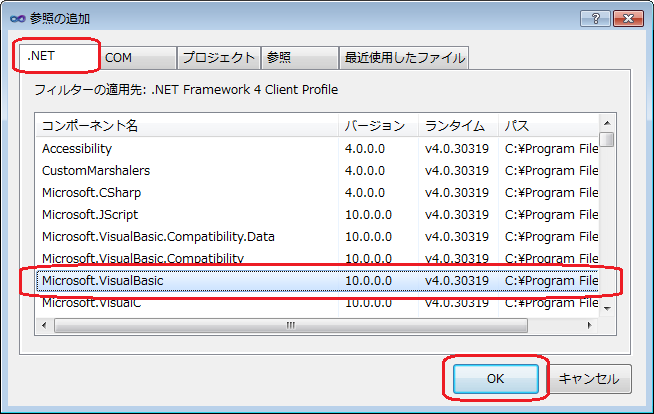 参照の追加
.NET COM プロジェクト 参照 最近使用したファイル
フィルターの適用先: .NET Framework 4 Client Profile
コンポーネント名 バージョン ランタイム パス
Accessibility 4.0.0.0 v4.0.30319 C:¥Program File
CustomMarshalers 4.0.0.0 v4.0.30319 C:¥Program File
Microsoft.CSharp 4.0.0.0 v4.0.30319 C:¥Program File
Microsoft.JScript 10.0.0.0 v4.0.30319 C:¥Program File
Microsoft.VisualBasic.Compatibility.Data 10.0.0.0 v4.0.30319 C:¥Program File
Microsoft.VisualBasic.Compatibility 10.0.0.0 v4.0.30319 C:¥Program File
Microsoft.VisualBasic 10.0.0.0 v4.0.30319 C:¥Program File
Microsoft.VisualC 10.0.0.0 v4.0.30319 C:¥Program File
OK キャンセル